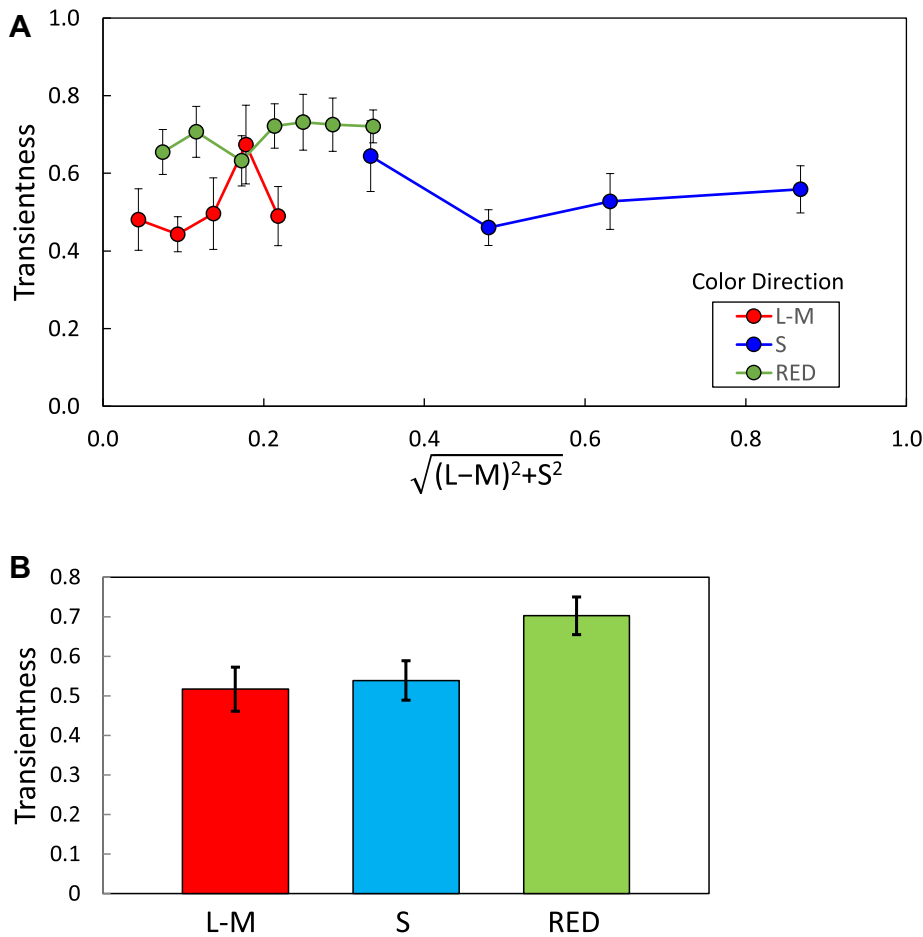 A
Transientness
1.0
0.8
0.6
0.4
0.2
0.0
0.0 0.2 0.4 0.6 0.8 1.0
√(L−M)²+S²
Color Direction
L-M
S
RED
B
Transientness
0.8
0.7
0.6
0.5
0.4
0.3
0.2
0.1
0
L-M S RED